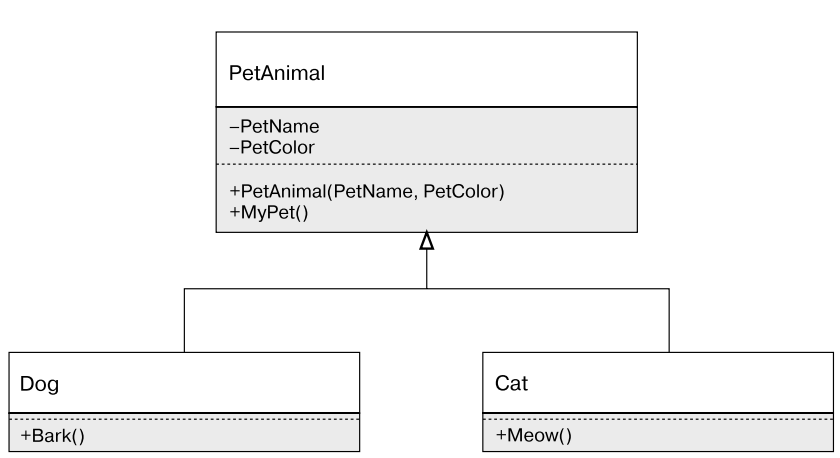 PetAnimal
–PetName
–PetColor
+PetAnimal(PetName, PetColor)
+MyPet()
Dog
+Bark()
Cat
+Meow()